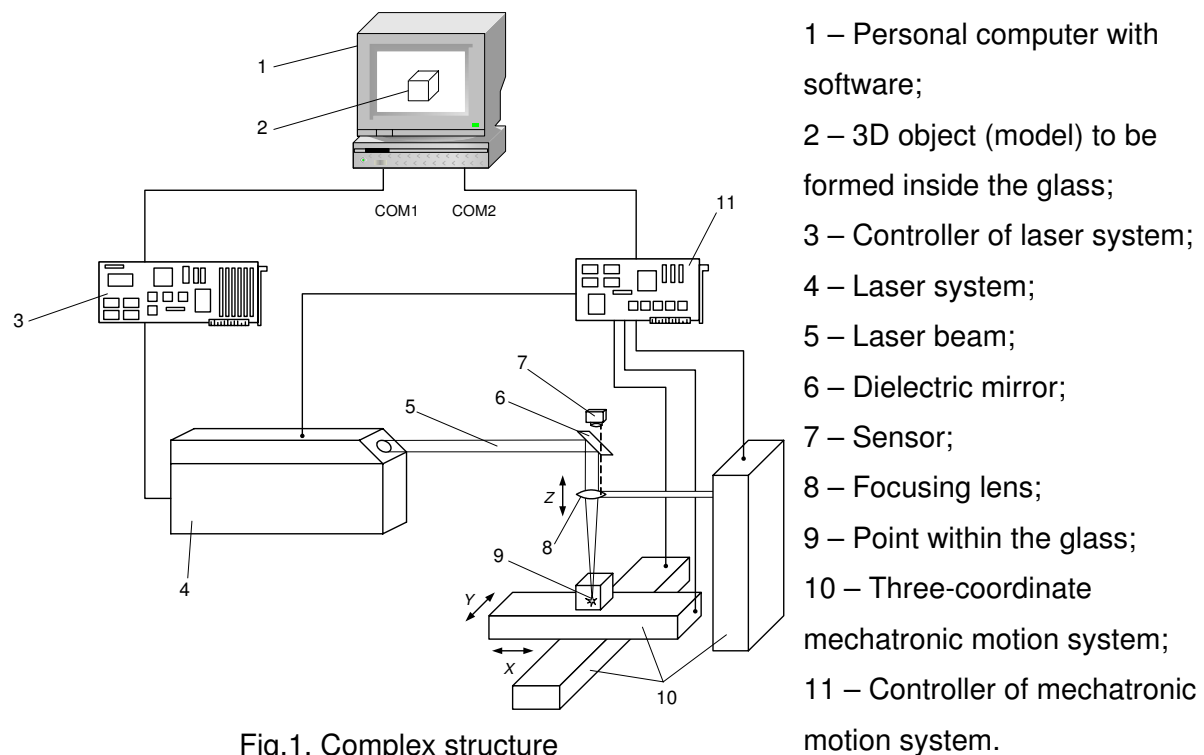 1
2
COM1 COM2
11
3
7
6
5
Z
8
9
4
Y
X
10
Fig.1. Complex structure
1 – Personal computer with
software;
2 – 3D object (model) to be
formed inside the glass;
3 – Controller of laser system;
4 – Laser system;
5 – Laser beam;
6 – Dielectric mirror;
7 – Sensor;
8 – Focusing lens;
9 – Point within the glass;
10 – Three-coordinate
mechatronic motion system;
11 – Controller of mechatronic
motion system.